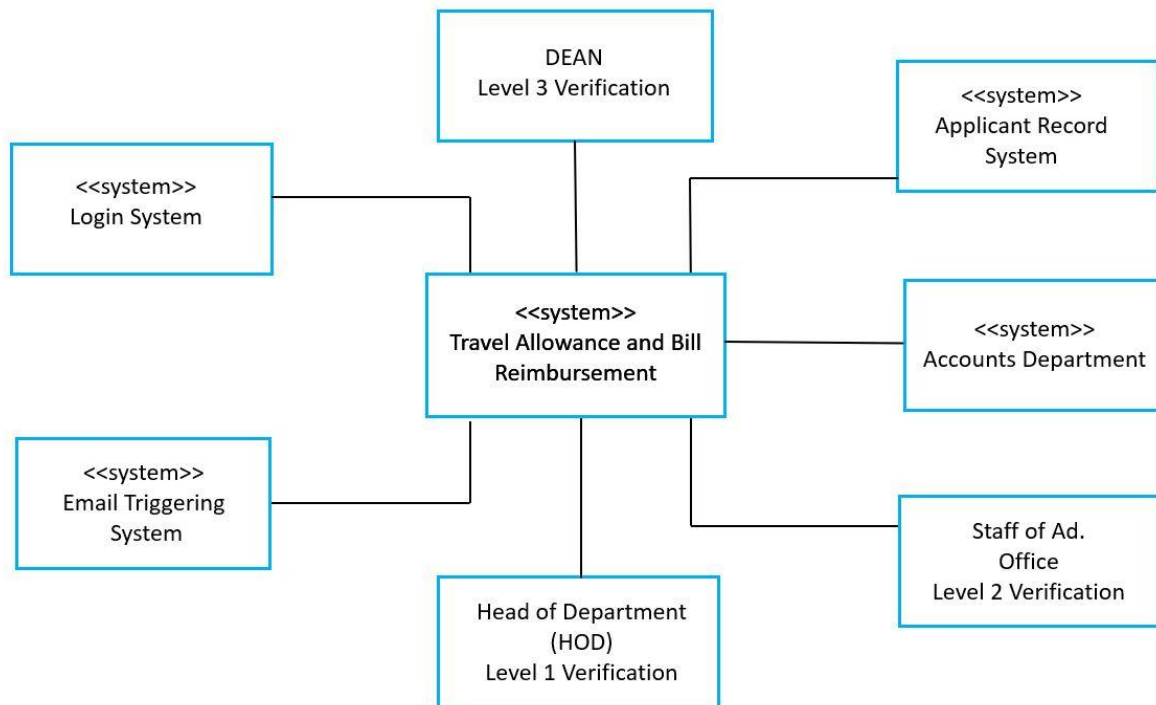 DEAN
Level 3 Verification
<<system>>
Applicant Record
System
<<system>>
Login System
<<system>>
Travel Allowance and Bill
Reimbursement
<<system>>
Accounts Department
<<system>>
Email Triggering
System
Staff of Ad.
Office
Level 2 Verification
Head of Department
(HOD)
Level 1 Verification